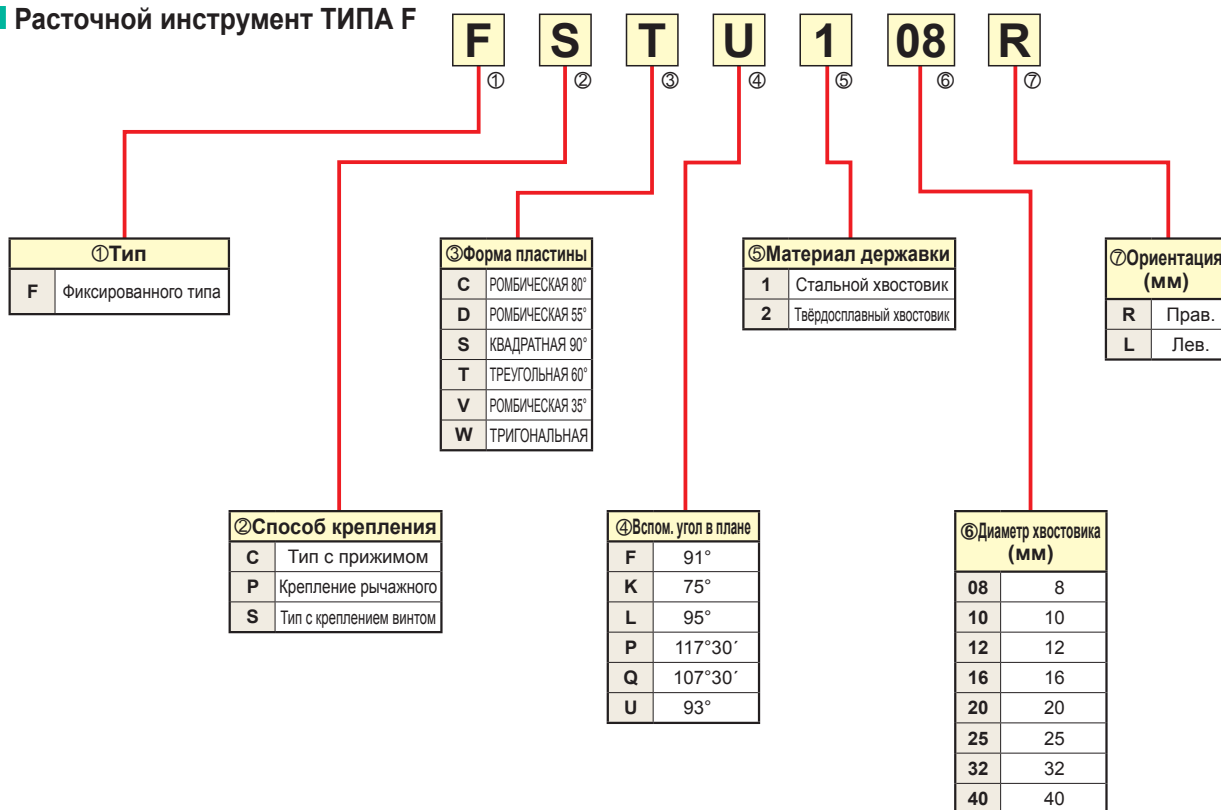 Расточной инструмент ТИПА F
F S T U 1 08 R
① ② ③ ④ ⑤ ⑥ ⑦
①Тип
F Фиксированного типа
③Форма пластины
C РОМБИЧЕСКАЯ 80°
D РОМБИЧЕСКАЯ 55°
S КВАДРАТНАЯ 90°
T ТРЕУГОЛЬНАЯ 60°
V РОМБИЧЕСКАЯ 35°
W ТРИГОНАЛЬНАЯ
⑤Материал державки
1 Стальной хвостовик
2 Твёрдосплавный хвостовик
⑦Ориентация
(мм)
R Прав.
L Лев.
②Способ крепления
C Тип с прижимом
P Крепление рычажного
S Тип с креплением винтом
④Вспом. угол в плане
F 91°
K 75°
L 95°
P 117°30´
Q 107°30´
U 93°
⑥Диаметр хвостовика
(мм)
08 8
10 10
12 12
16 16
20 20
25 25
32 32
40 40